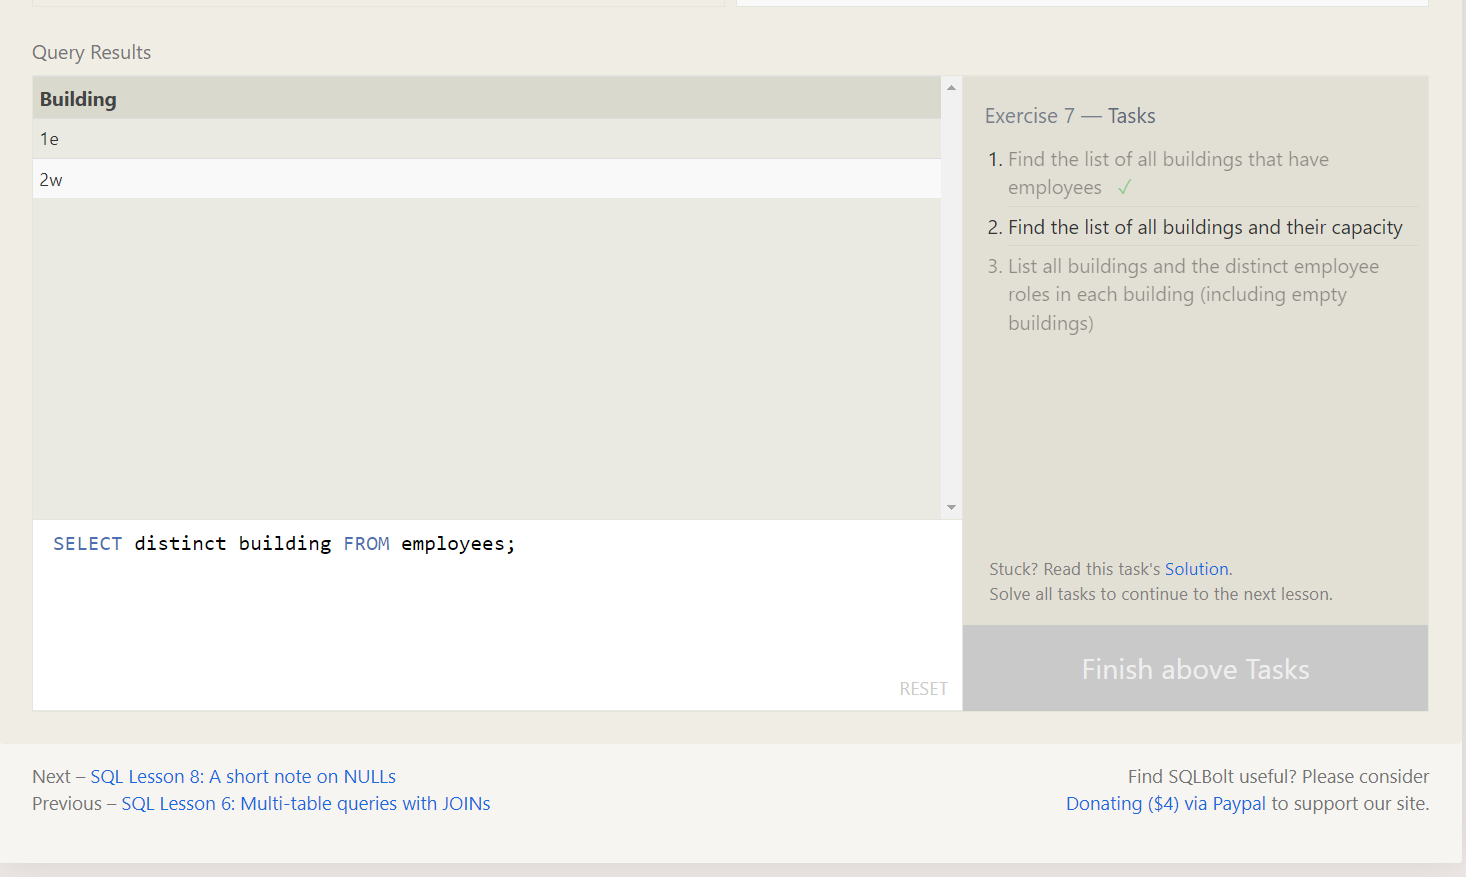 Query Results
Building
1e
2w
SELECT distinct building FROM employees;
RESET
Exercise 7 — Tasks
1. Find the list of all buildings that have
employees ✓
2. Find the list of all buildings and their capacity
3. List all buildings and the distinct employee
roles in each building (including empty
buildings)
Stuck? Read this task's Solution.
Solve all tasks to continue to the next lesson.
Finish above Tasks
Next – SQL Lesson 8: A short note on NULLs
Previous – SQL Lesson 6: Multi-table queries with JOINs
Find SQLBolt useful? Please consider
Donating ($4) via Paypal to support our site.